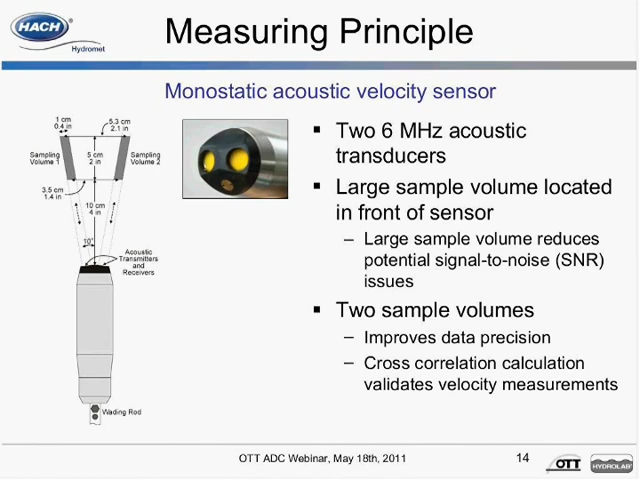 HACH®
Hydromet
Measuring Principle
Monostatic acoustic velocity sensor
1 cm
0.4 in
5.3 cm
2.1 in
Sampling
Volume 1
5 cm
2 in
Sampling
Volume 2
3.5 cm
1.4 in
10 cm
4 in
10°
Acoustic
Transmitters
and
Receivers
Wading Rod
▪ Two 6 MHz acoustic
transducers
▪ Large sample volume located
in front of sensor
– Large sample volume reduces
potential signal-to-noise (SNR)
issues
▪ Two sample volumes
– Improves data precision
– Cross correlation calculation
validates velocity measurements
OTT ADC Webinar, May 18th, 2011
14
OTT
HYDROLAB